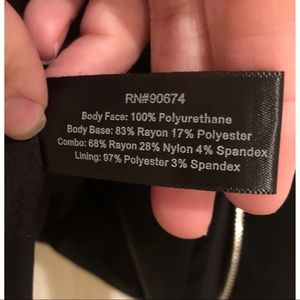 RN#90674
Body Face: 100% Polyurethane
Body Base: 83% Rayon 17% Polyester
Combo: 68% Rayon 28% Nylon 4% Spandex
Lining: 97% Polyester 3% Spandex